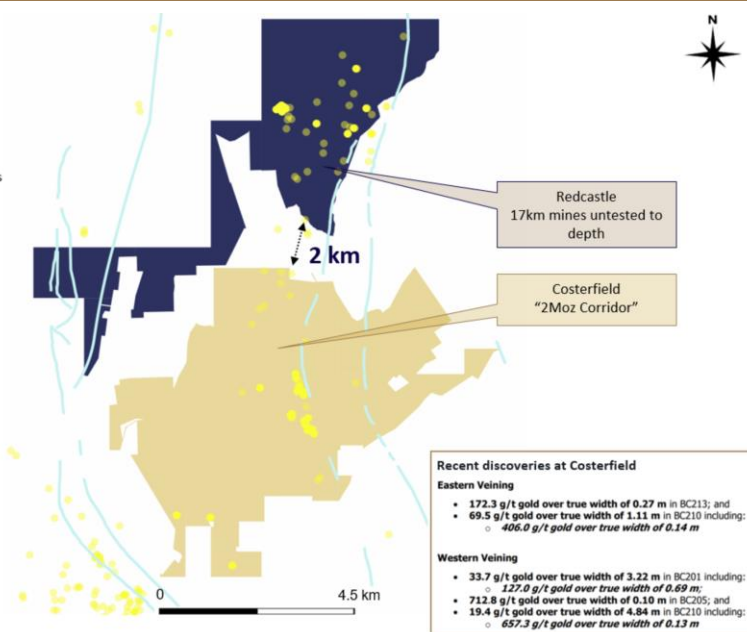 N
s
Redcastle
17km mines untested to
depth
2 km
Costerfield
“2Moz Corridor”
Recent discoveries at Costerfield
Eastern Veining
• 172.3 g/t gold over true width of 0.27 m in BC213; and
• 69.5 g/t gold over true width of 1.11 m in BC210 including:
○ 406.0 g/t gold over true width of 0.14 m
Western Veining
• 33.7 g/t gold over true width of 3.22 m in BC201 including:
○ 127.0 g/t gold over true width of 0.69 m;
• 712.8 g/t gold over true width of 0.10 m in BC205; and
• 19.4 g/t gold over true width of 4.84 m in BC210 including:
○ 657.3 g/t gold over true width of 0.13 m
0 4.5 km